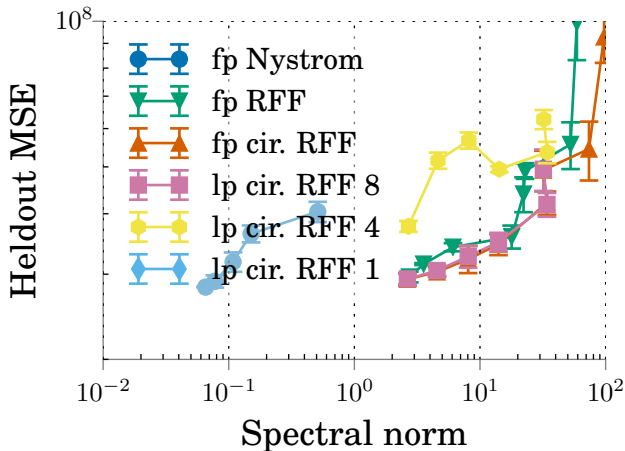 10^8
Heldout MSE
fp Nystrom
fp RFF
fp cir. RFF
lp cir. RFF 8
lp cir. RFF 4
lp cir. RFF 1
10^−2 10^−1 10^0 10^1 10^2
Spectral norm